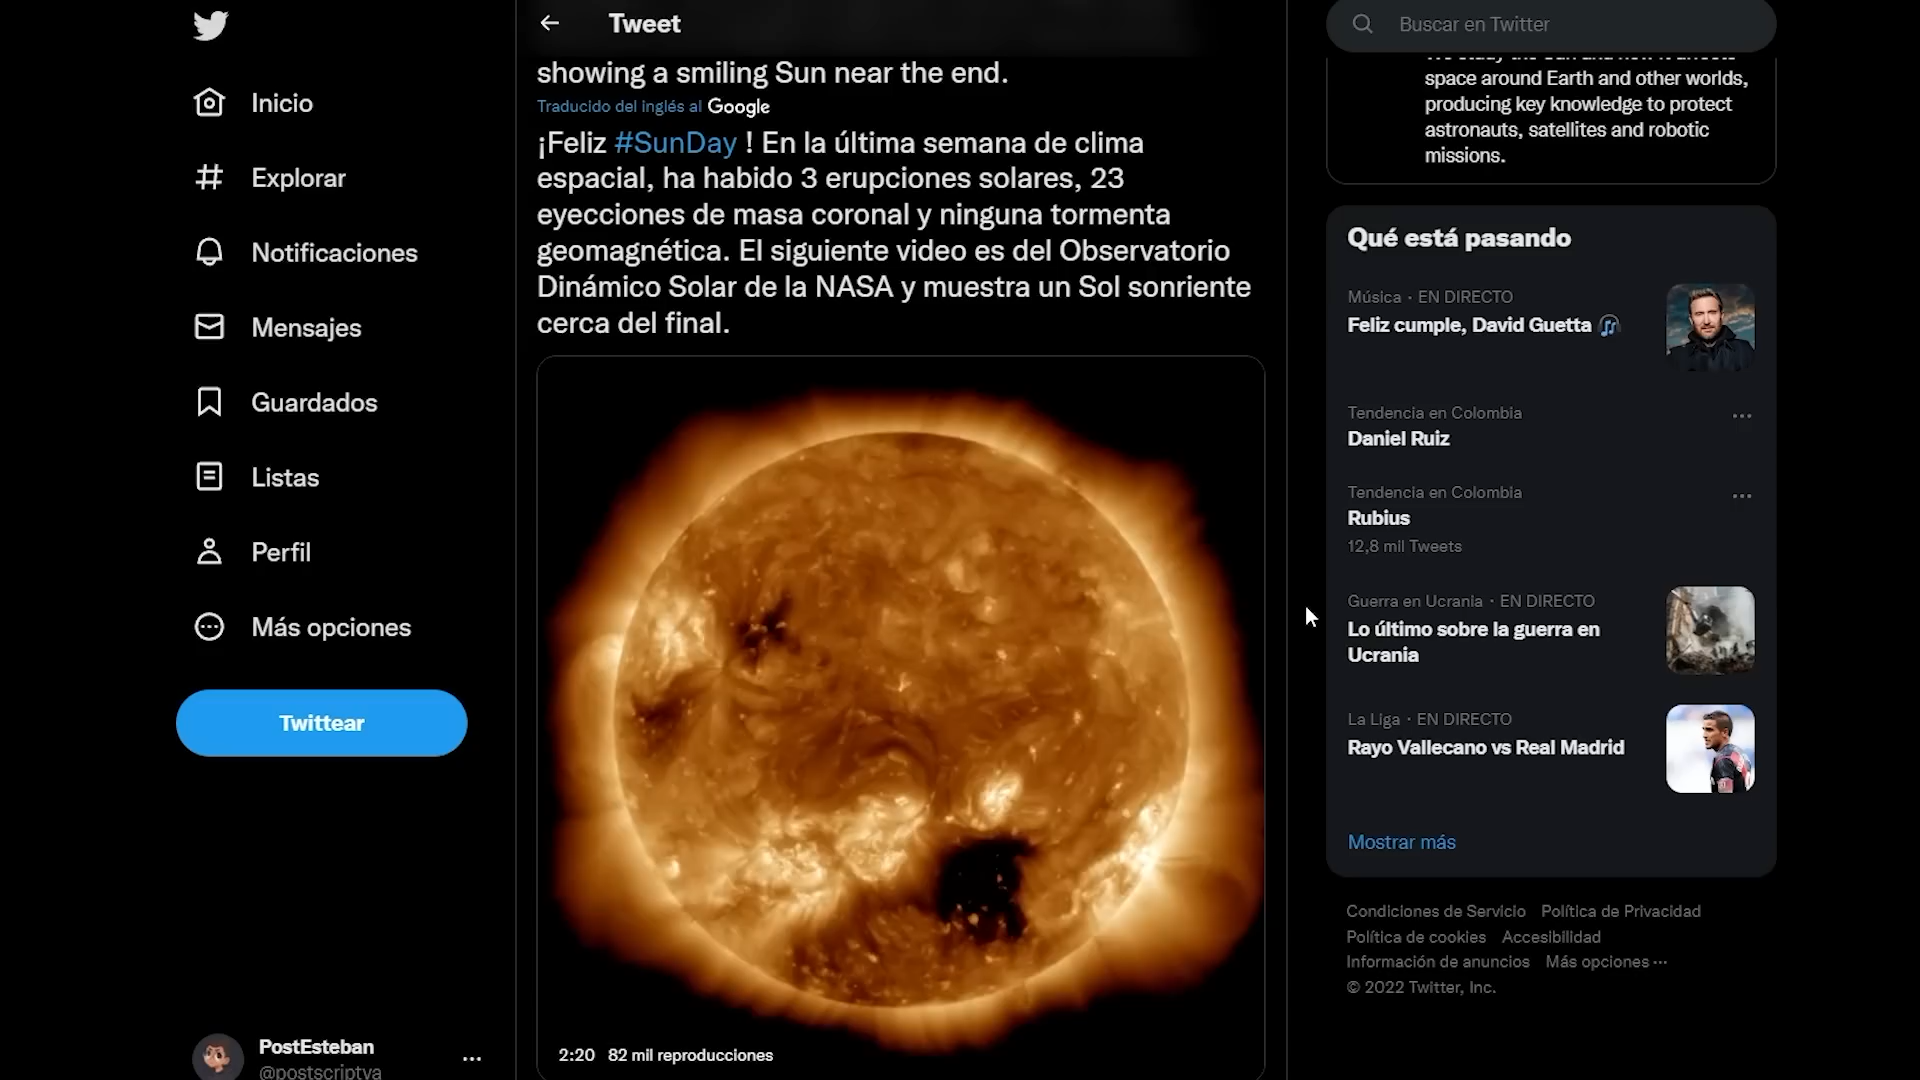 Inicio
Explorar
Notificaciones
Mensajes
Guardados
Listas
Perfil
Más opciones
Twittear
PostEsteban
@postscriptva
Tweet
showing a smiling Sun near the end.
Traducido del inglés al Google
¡Feliz #SunDay ! En la última semana de clima
espacial, ha habido 3 erupciones solares, 23
eyecciones de masa coronal y ninguna tormenta
geomagnética. El siguiente video es del Observatorio
Dinámico Solar de la NASA y muestra un Sol sonriente
cerca del final.
2:20 82 mil reproducciones
Buscar en Twitter
We study the Sun and how it affects
space around Earth and other worlds,
producing key knowledge to protect
astronauts, satellites and robotic
missions.
Qué está pasando
Música · EN DIRECTO
Feliz cumple, David Guetta
Tendencia en Colombia
Daniel Ruiz
Tendencia en Colombia
Rubius
12,8 mil Tweets
Guerra en Ucrania · EN DIRECTO
Lo último sobre la guerra en
Ucrania
La Liga · EN DIRECTO
Rayo Vallecano vs Real Madrid
Mostrar más
Condiciones de Servicio Política de Privacidad
Política de cookies Accesibilidad
Información de anuncios Más opciones ···
© 2022 Twitter, Inc.